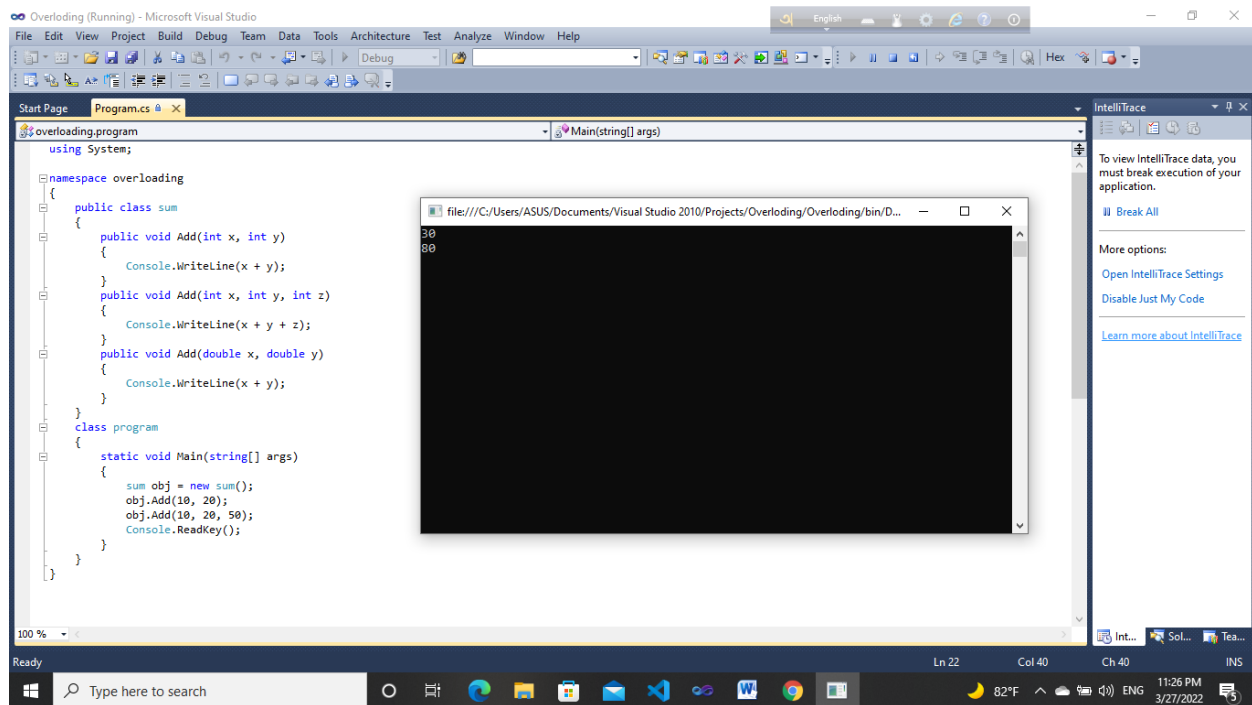 Overloding (Running) - Microsoft Visual Studio
English
File Edit View Project Build Debug Team Data Tools Architecture Test Analyze Window Help
Debug
Hex
Start Page Program.cs
overloading.program
Main(string[] args)
using System;
namespace overloading
{
public class sum
{
public void Add(int x, int y)
{
Console.WriteLine(x + y);
}
public void Add(int x, int y, int z)
{
Console.WriteLine(x + y + z);
}
public void Add(double x, double y)
{
Console.WriteLine(x + y);
}
}
class program
{
static void Main(string[] args)
{
sum obj = new sum();
obj.Add(10, 20);
obj.Add(10, 20, 50);
Console.ReadKey();
}
}
}
100 %
file:///C:/Users/ASUS/Documents/Visual Studio 2010/Projects/Overloding/Overloding/bin/D...
30
80
IntelliTrace
To view IntelliTrace data, you
must break execution of your
application.
Break All
More options:
Open IntelliTrace Settings
Disable Just My Code
Learn more about IntelliTrace
Int... Sol... Tea...
Ready
Ln 22 Col 40 Ch 40 INS
Type here to search
82°F ENG
11:26 PM
3/27/2022
5